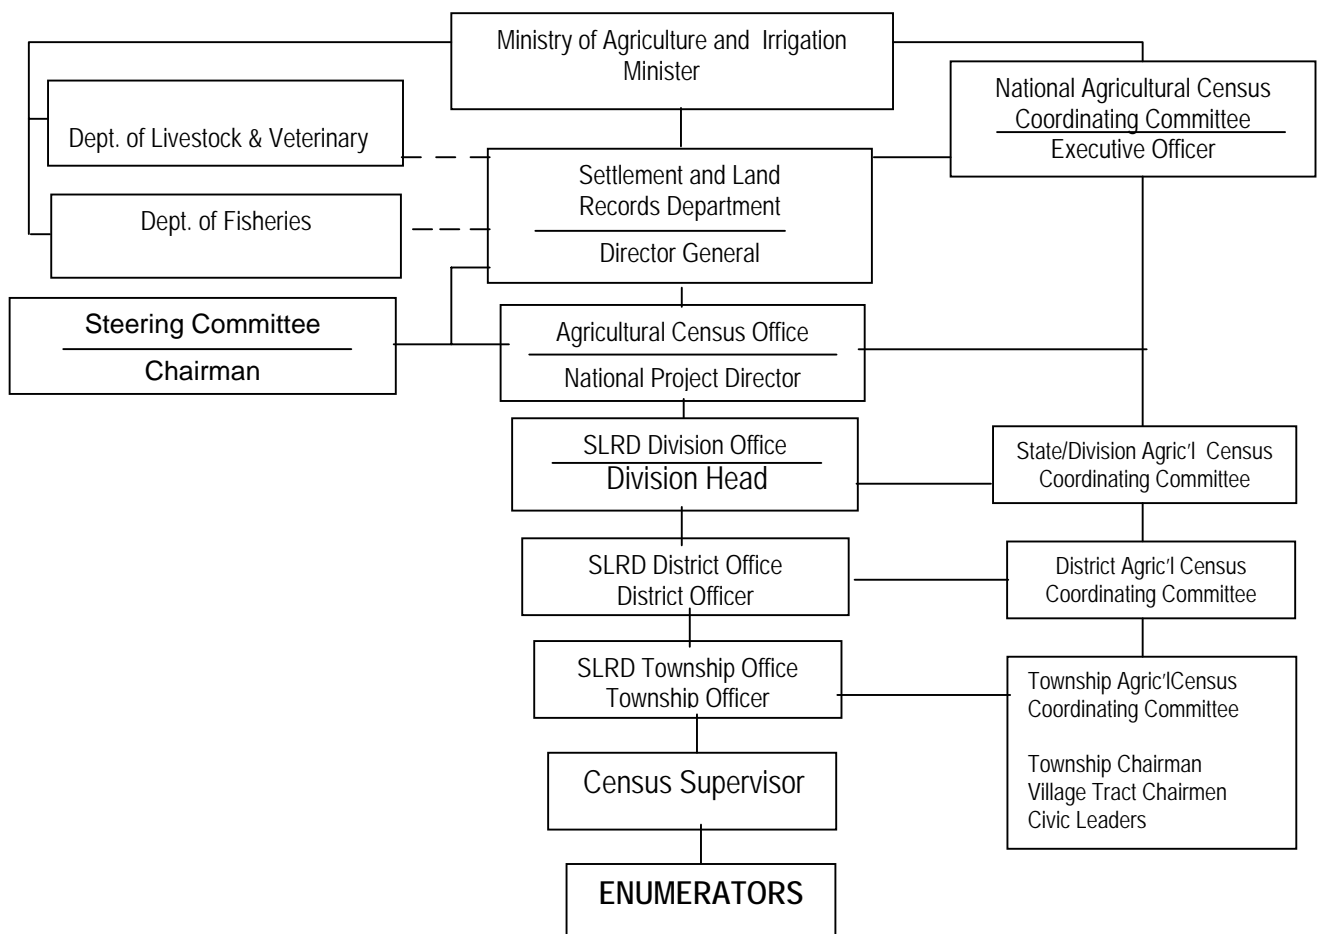 Ministry of Agriculture and Irrigation
Minister
National Agricultural Census
Coordinating Committee
Executive Officer
Dept. of Livestock & Veterinary
Settlement and Land
Records Department
Director General
Dept. of Fisheries
Steering Committee
Chairman
Agricultural Census Office
National Project Director
SLRD Division Office
Division Head
State/Division Agric'l Census
Coordinating Committee
SLRD District Office
District Officer
District Agric'l Census
Coordinating Committee
SLRD Township Office
Township Officer
Township Agric'lCensus
Coordinating Committee
Township Chairman
Village Tract Chairmen
Civic Leaders
Census Supervisor
ENUMERATORS